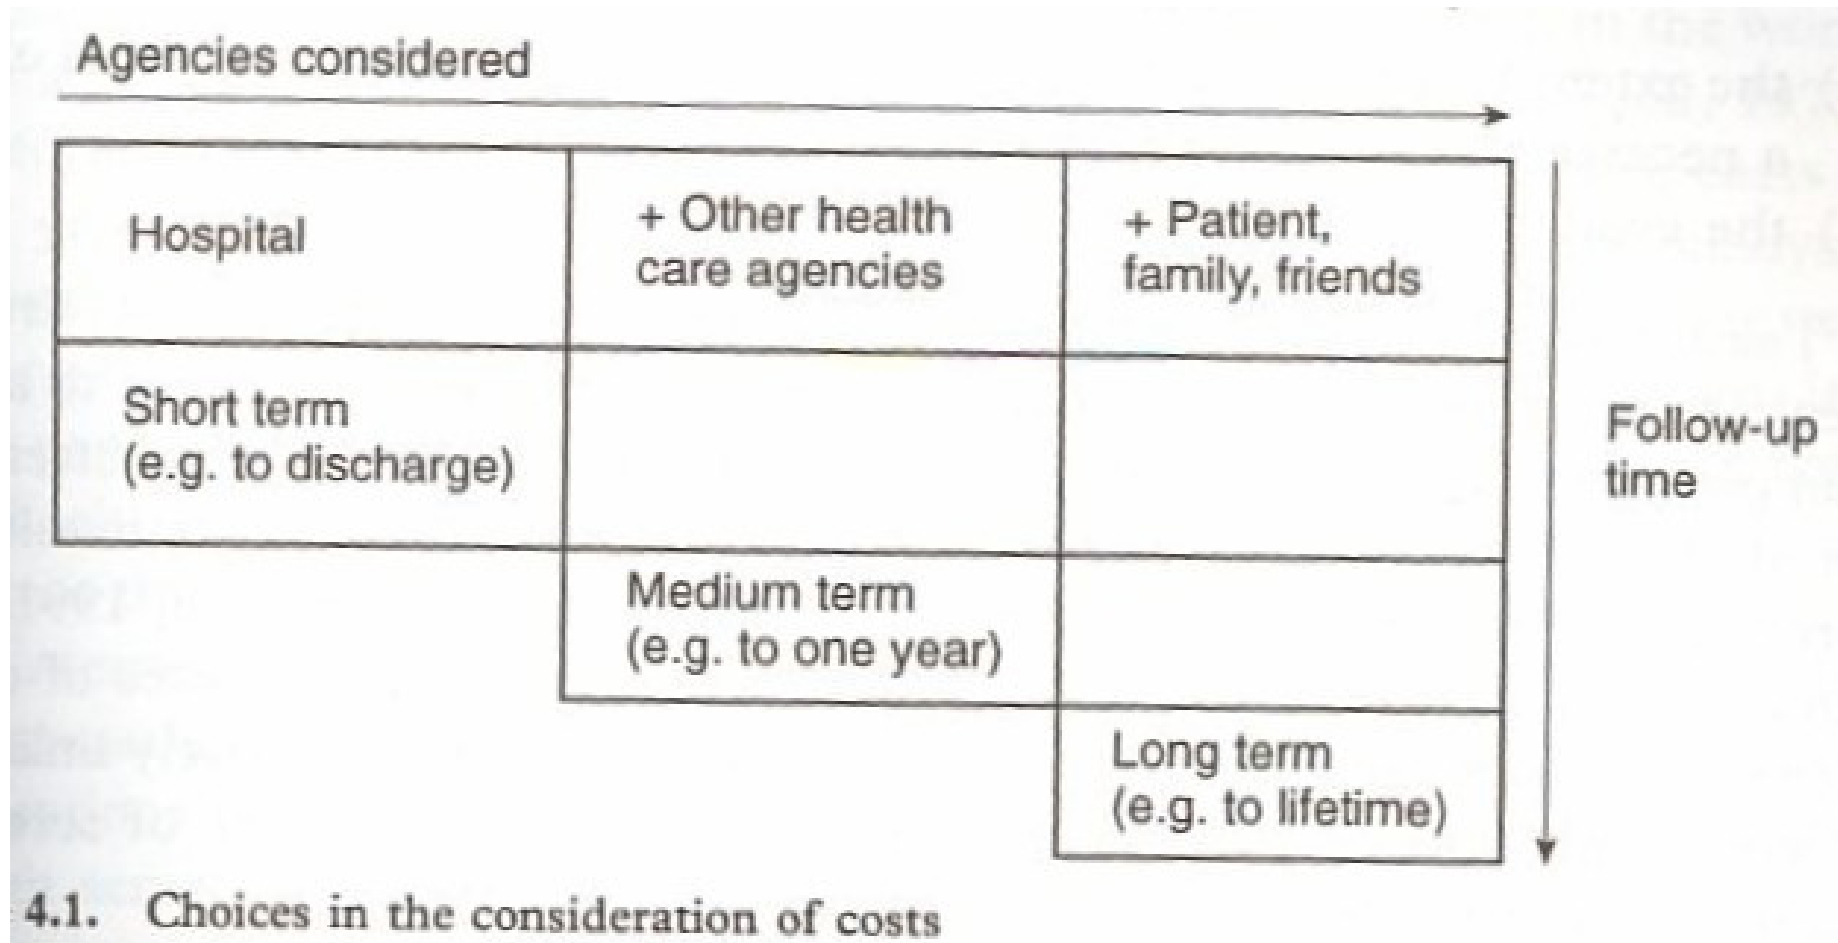 Agencies considered
Hospital
+ Other health
care agencies
+ Patient,
family, friends
Short term
(e.g. to discharge)
Follow-up
time
Medium term
(e.g. to one year)
Long term
(e.g. to lifetime)
4.1. Choices in the consideration of costs